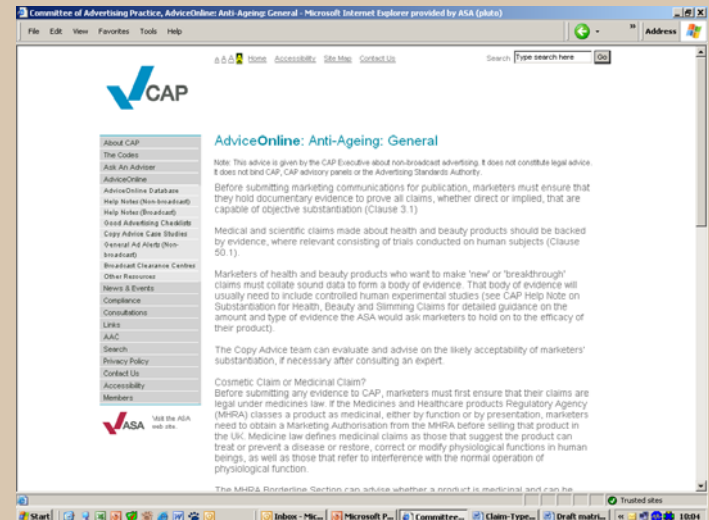 Committee of Advertising Practice, AdviceOnline: Anti-Ageing: General - Microsoft Internet Explorer provided by ASA (pluto)
File Edit View Favorites Tools Help
Address
A A A Home Accessibility Site Map Contact Us
Search Type search here Go
CAP
About CAP
The Codes
Ask An Adviser
AdviceOnline
AdviceOnline Database
Help Notes (Non-broadcast)
Help Notes (Broadcast)
Good Advertising Checklists
Copy Advice Case Studies
General Ad Alerts (Non-
broadcast)
Broadcast Clearance Centres
Other Resources
News & Events
Compliance
Consultations
Links
AAC
Search
Privacy Policy
Contact Us
Accessibility
Members
ASA
Visit the ASA
web site.
AdviceOnline: Anti-Ageing: General
Note: This advice is given by the CAP Executive about non-broadcast advertising. It does not constitute legal advice.
It does not bind CAP, CAP advisory panels or the Advertising Standards Authority.
Before submitting marketing communications for publication, marketers must ensure that
they hold documentary evidence to prove all claims, whether direct or implied, that are
capable of objective substantiation (Clause 3.1)
Medical and scientific claims made about health and beauty products should be backed
by evidence, where relevant consisting of trials conducted on human subjects (Clause
50.1).
Marketers of health and beauty products who want to make 'new' or 'breakthrough'
claims must collate sound data to form a body of evidence. That body of evidence will
usually need to include controlled human experimental studies (see CAP Help Note on
Substantiation for Health, Beauty and Slimming Claims for detailed guidance on the
amount and type of evidence the ASA would ask marketers to hold on to the efficacy of
their product).
The Copy Advice team can evaluate and advise on the likely acceptability of marketers'
substantiation, if necessary after consulting an expert.
Cosmetic Claim or Medicinal Claim?
Before submitting any evidence to CAP, marketers must first ensure that their claims are
legal under medicines law. If the Medicines and Healthcare products Regulatory Agency
(MHRA) classes a product as medicinal, either by function or by presentation, marketers
need to obtain a Marketing Authorisation from the MHRA before selling that product in
the UK. Medicine law defines medicinal claims as those that suggest the product can
treat or prevent a disease or restore, correct or modify physiological functions in human
beings, as well as those that refer to interference with the normal operation of
physiological function.
The MHRA Borderline Section can advise whether a product is medicinal and can be
Trusted sites
Start
Inbox - Mic...
Microsoft P...
Committee...
Claim-Type...
Draft matri...
10:04